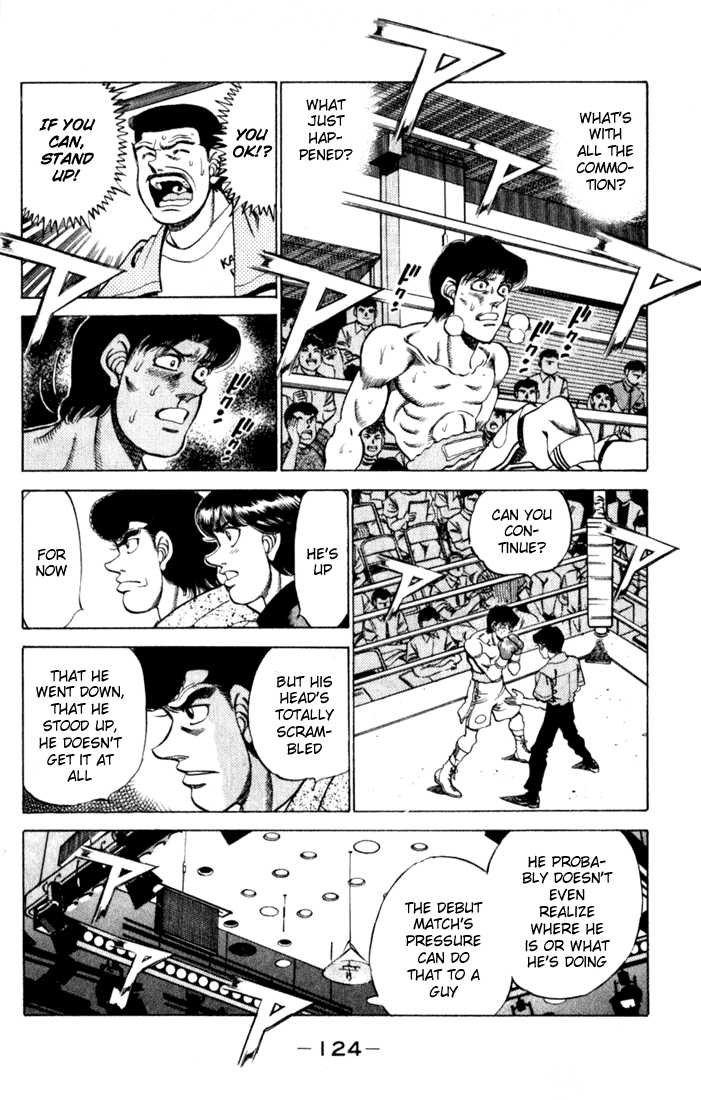 WHAT'S
WITH
ALL THE
COMMO-
TION?
WHAT
JUST
HAP-
PENED?
YOU
OK!?
IF YOU
CAN,
STAND
UP!
KA
CAN YOU
CON-
TINUE?
HE'S
UP
FOR
NOW
BUT HIS
HEAD'S
TOTALLY
SCRAM-
BLED
THAT HE
WENT DOWN,
THAT HE
STOOD UP,
HE DOESN'T
GET IT AT
ALL
HE PROBA-
BLY DOESN'T
EVEN
REALIZE
WHERE HE
IS OR WHAT
HE'S DOING
THE DEBUT
MATCH'S
PRESSURE
CAN DO
THAT TO A
GUY
—124—